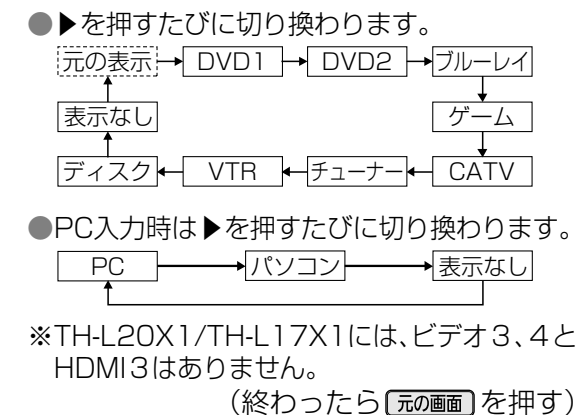 ●▶を押すたびに切り換わります。
元の表示 DVD1 DVD2 ブルーレイ
表示なし ゲーム
ディスク VTR チューナー CATV
●PC入力時は▶を押すたびに切り換わります。
PC パソコン 表示なし
※TH-L20X1/TH-L17X1には、ビデオ3、4と
HDMI3はありません。
(終わったら 元の画面 を押す)